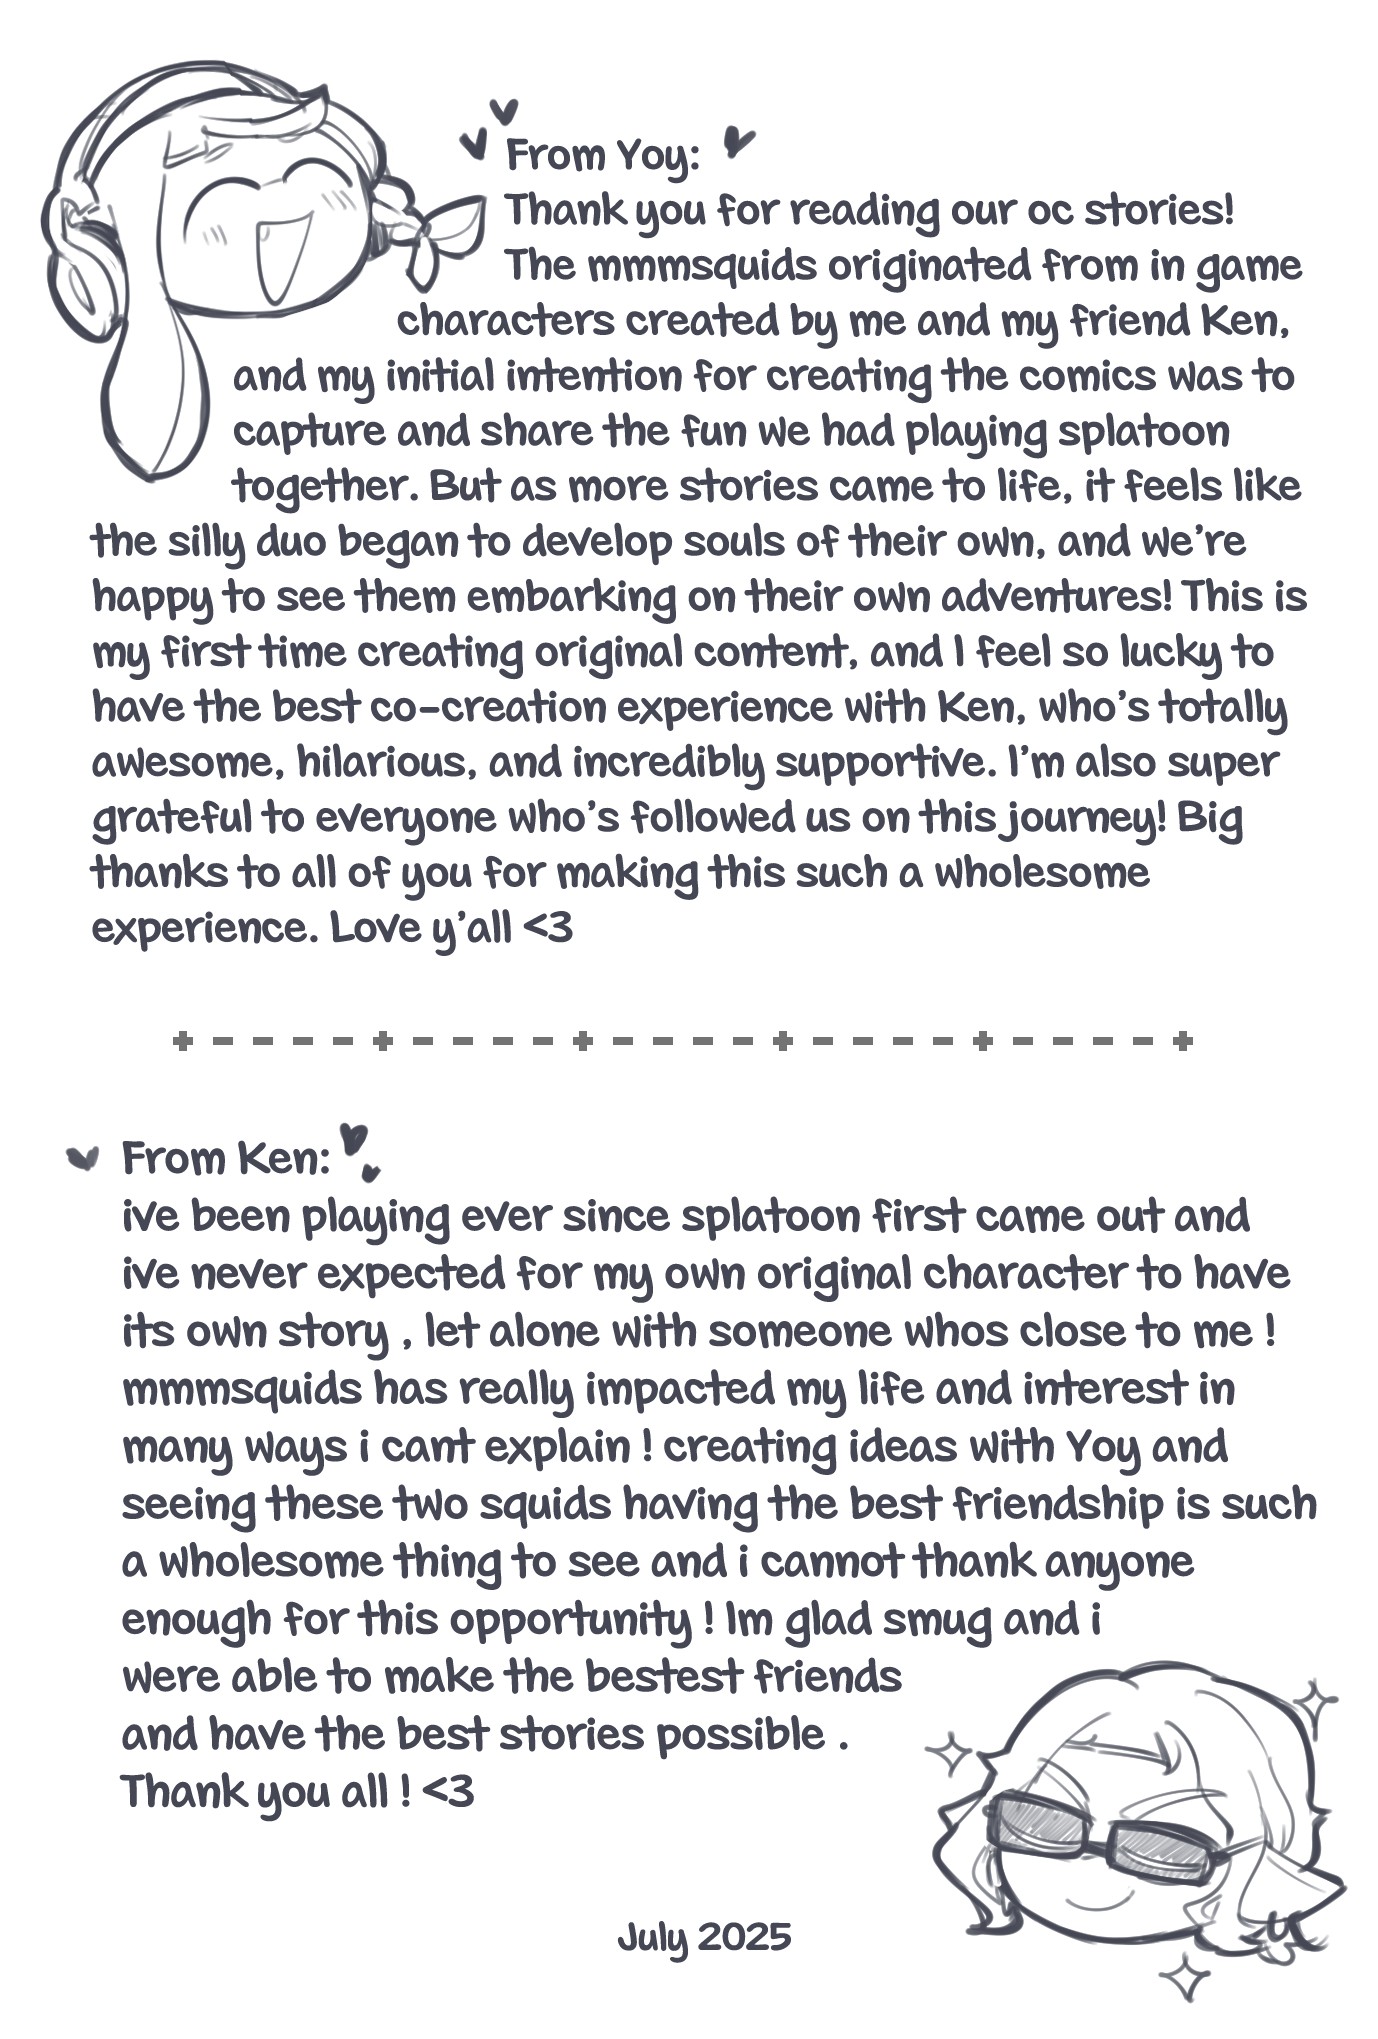 From Yoy:
Thank you for reading our oc stories!
The mmmsquids originated from in game
characters created by me and my friend Ken,
and my initial intention for creating the comics was to
capture and share the fun we had playing splatoon
together. But as more stories came to life, it feels like
the silly duo began to develop souls of their own, and we're
happy to see them embarking on their own adventures! This is
my first time creating original content, and I feel so lucky to
have the best co-creation experience with Ken, who's totally
awesome, hilarious, and incredibly supportive. I'm also super
grateful to everyone who's followed us on this journey! Big
thanks to all of you for making this such a wholesome
experience. Love y'all <3
From Ken:
ive been playing ever since splatoon first came out and
ive never expected for my own original character to have
its own story , let alone with someone whos close to me !
mmmsquids has really impacted my life and interest in
many ways i cant explain ! creating ideas with Yoy and
seeing these two squids having the best friendship is such
a wholesome thing to see and i cannot thank anyone
enough for this opportunity ! Im glad smug and i
were able to make the bestest friends
and have the best stories possible .
Thank you all ! <3
July 2025